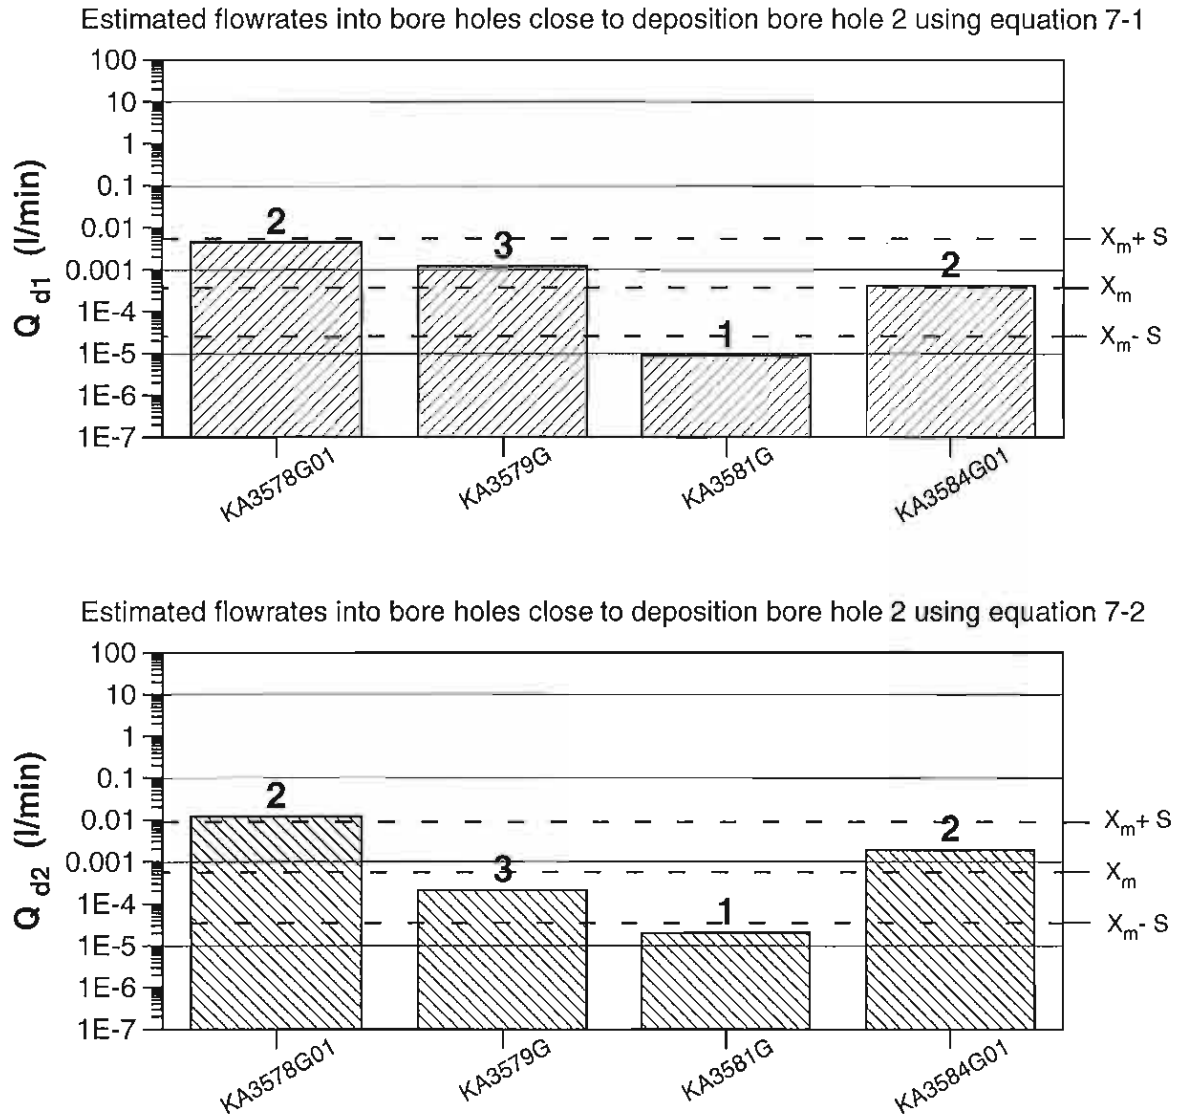 Estimated flowrates into bore holes close to deposition bore hole 2 using equation 7-1
100
10
1
0.1
0.01
0.001
1E-4
1E-5
1E-6
1E-7
Q d1 (l/min)
2
3
1
2
Xm+ S
Xm
Xm- S
KA3578G01
KA3579G
KA3581G
KA3584G01
Estimated flowrates into bore holes close to deposition bore hole 2 using equation 7-2
100
10
1
0.1
0.01
0.001
1E-4
1E-5
1E-6
1E-7
Q d2 (l/min)
2
3
1
2
Xm+ S
Xm
Xm- S
KA3578G01
KA3579G
KA3581G
KA3584G01